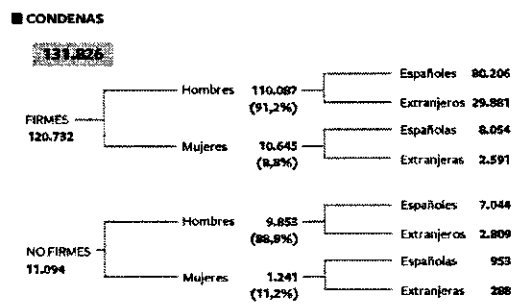 CONDENAS
131.826
Españoles 80.206
Hombres 110.087
(91,2%)
Extranjeros 29.881
FIRMES
120.732
Españolas 8.054
Mujeres 10.645
(8,8%)
Extranjeras 2.591
Españoles 7.044
Hombres 9.853
(88,8%)
Extranjeros 2.809
NO FIRMES
11.094
Españolas 953
Mujeres 1.241
(11,2%)
Extranjeras 288